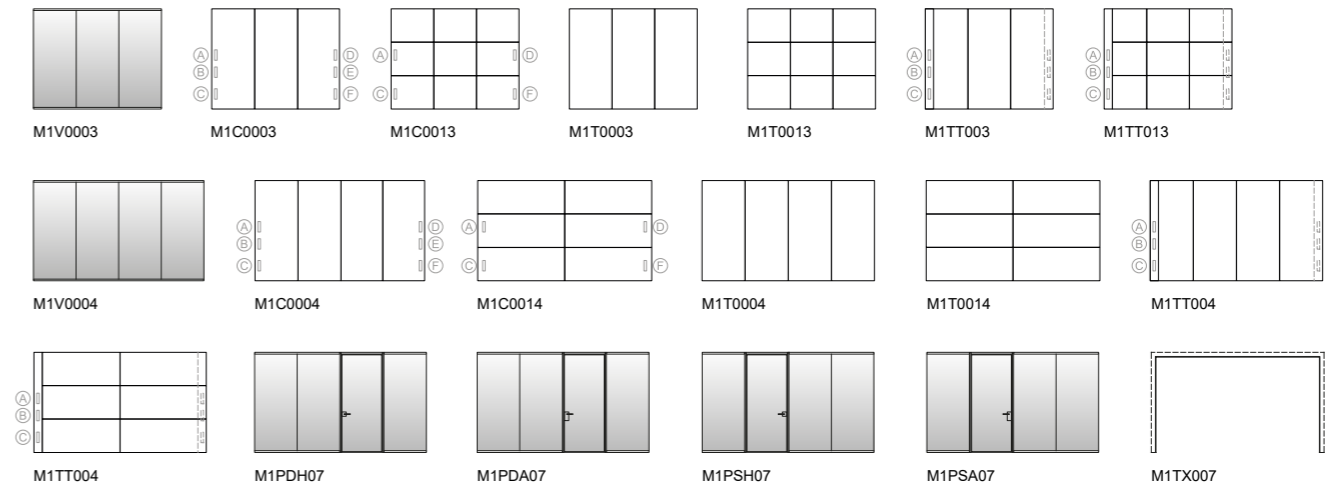 A D A D A A
B E B B
C F C F C C
M1V0003 M1C0003 M1C0013 M1T0003 M1T0013 M1TT003 M1TT013
A D A D A
B E B
C F C F C
M1V0004 M1C0004 M1C0014 M1T0004 M1T0014 M1TT004
A
B
C
M1TT004 M1PDH07 M1PDA07 M1PSH07 M1PSA07 M1TX007